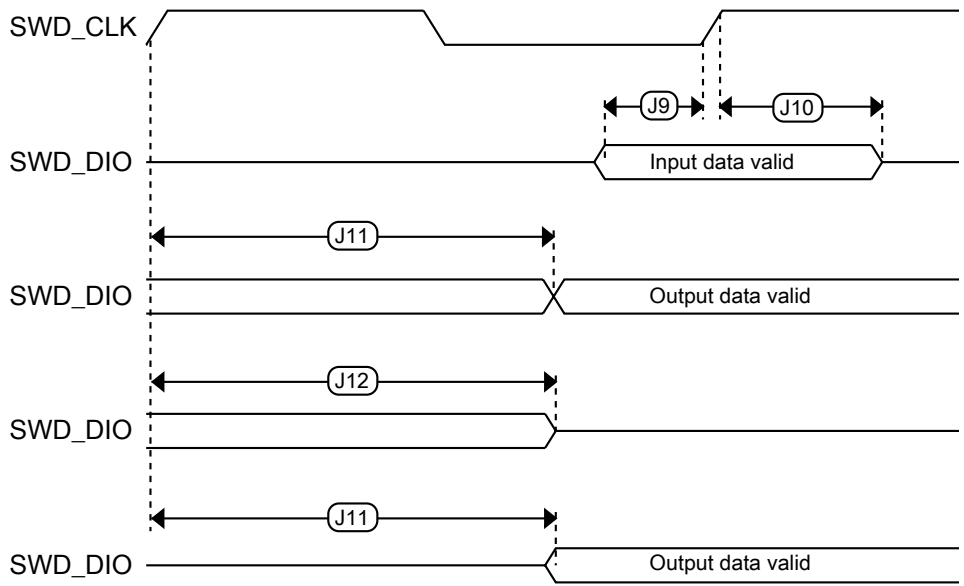 SWD_CLK
J9
J10
SWD_DIO
Input data valid
J11
SWD_DIO
Output data valid
J12
SWD_DIO
J11
SWD_DIO
Output data valid